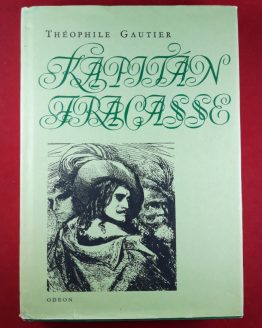 THÉOPHILE GAUTIER
KAPITÁN
FRACASSE
ODEON